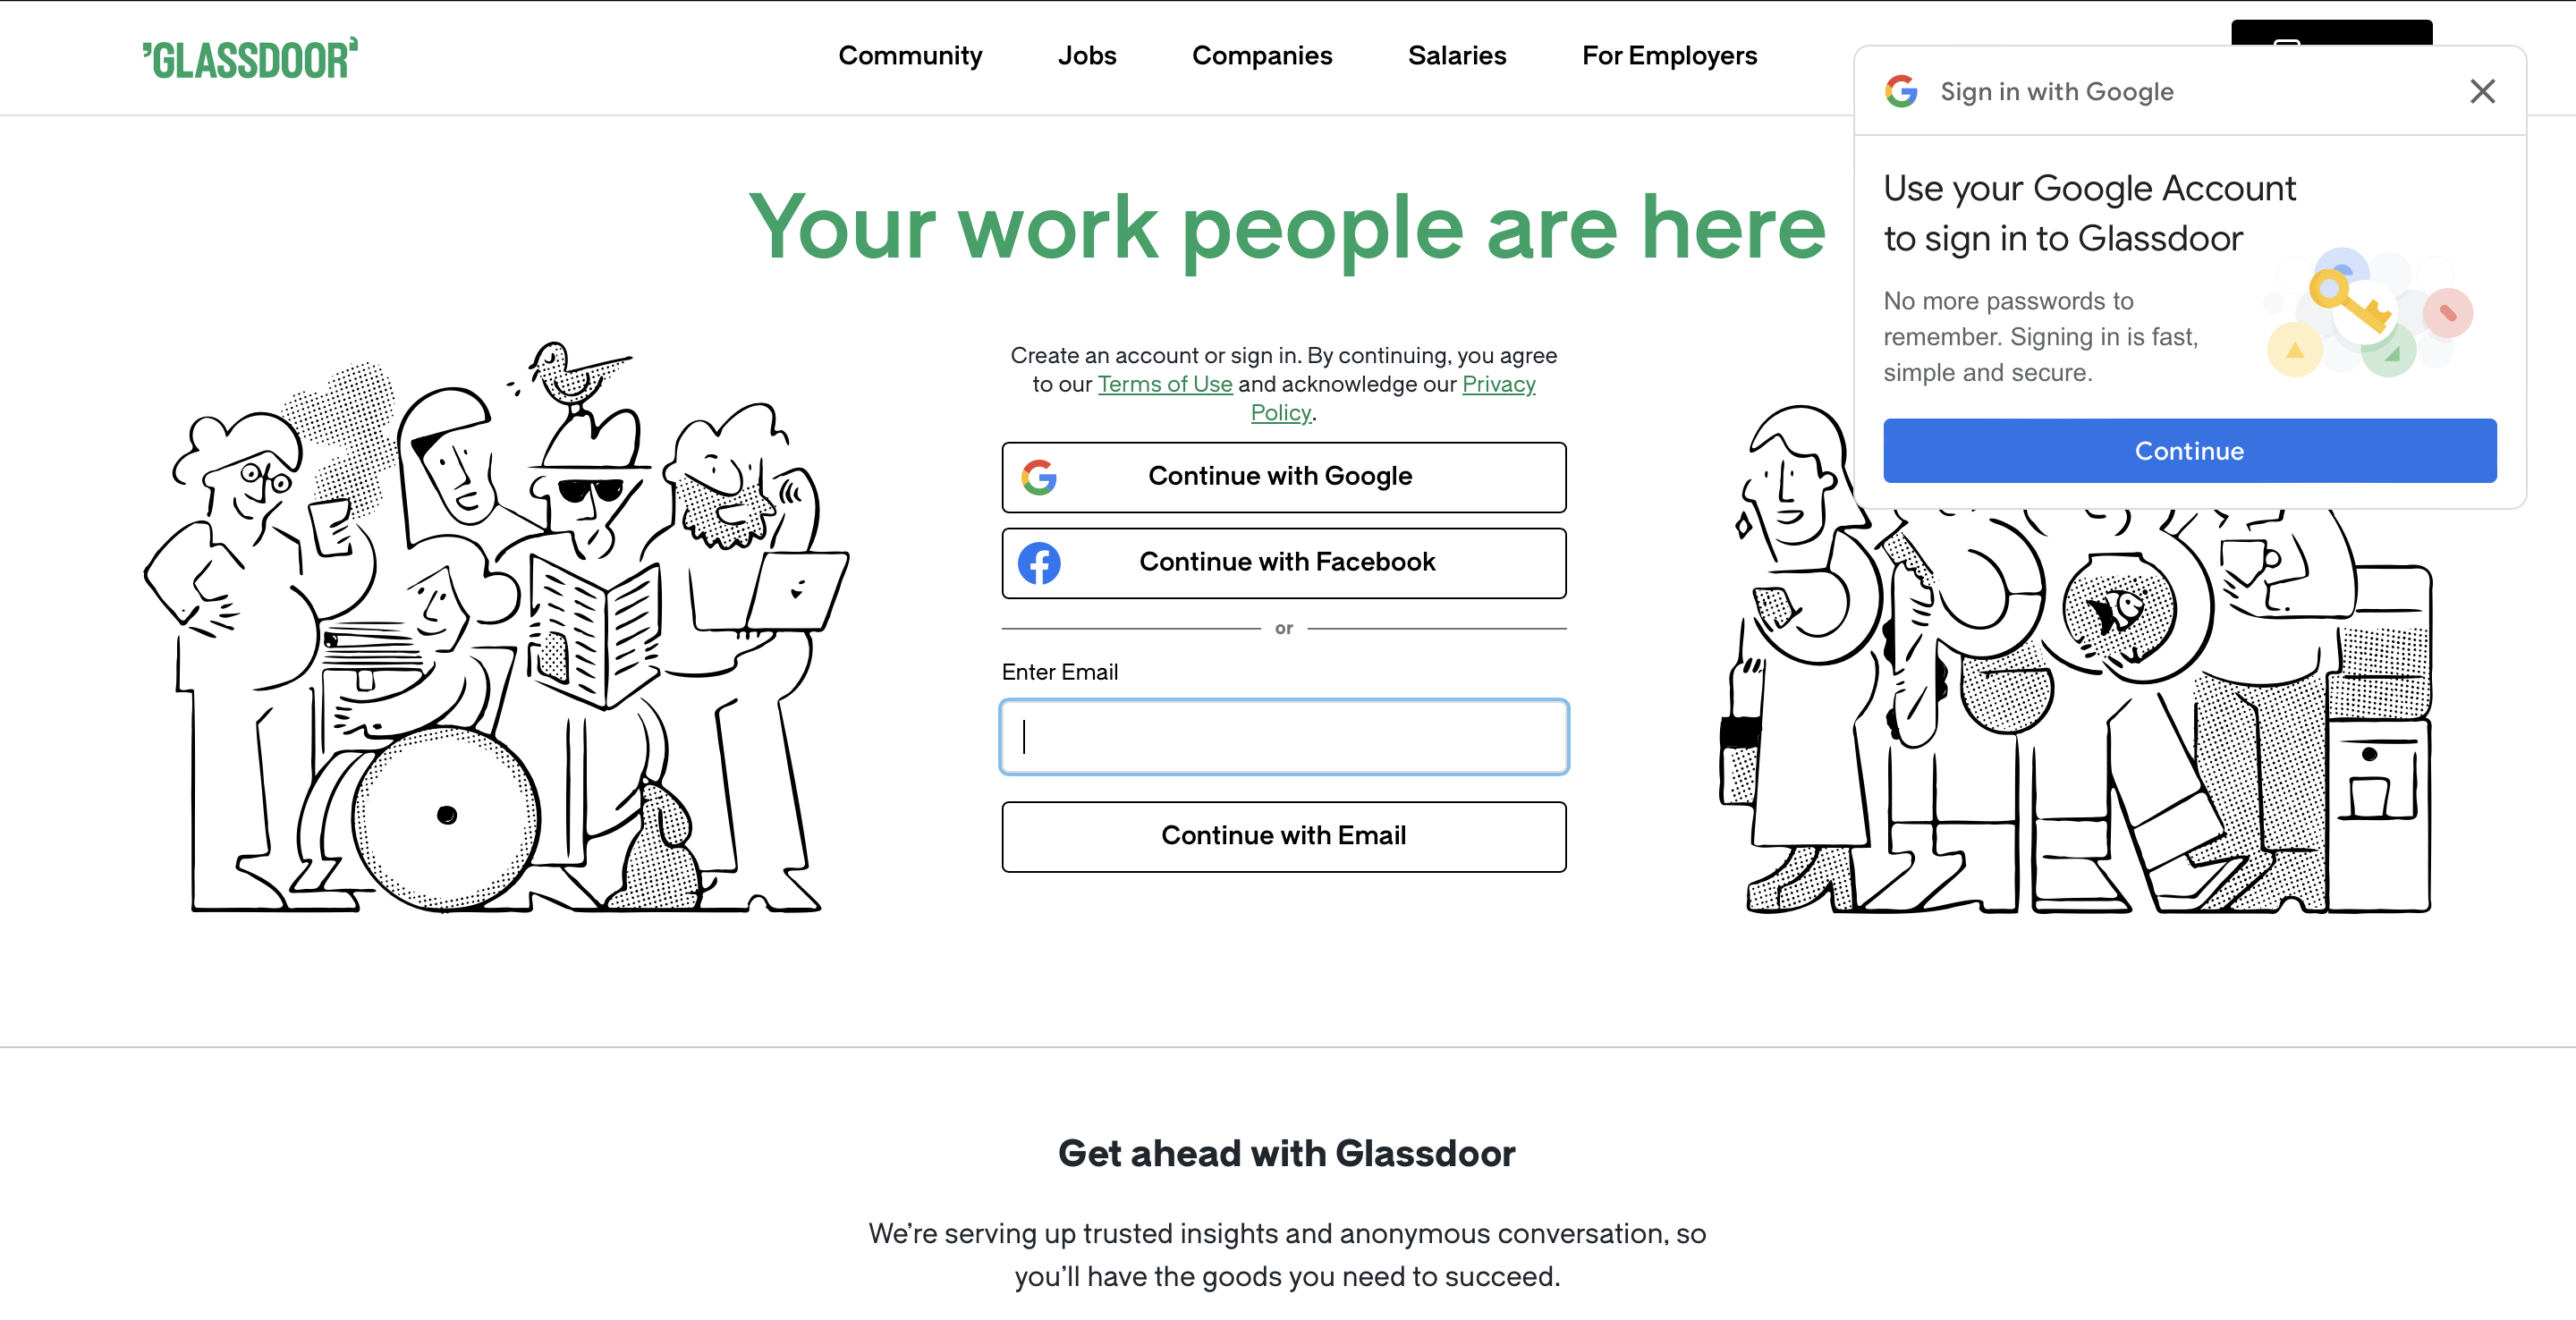 GLASSDOOR
Community
Jobs
Companies
Salaries
For Employers
Sign in with Google
Use your Google Account
to sign in to Glassdoor
No more passwords to
remember. Signing in is fast,
simple and secure.
Continue
Your work people are here
Create an account or sign in. By continuing, you agree
to our Terms of Use and acknowledge our Privacy
Policy.
Continue with Google
Continue with Facebook
or
Enter Email
Continue with Email
Get ahead with Glassdoor
We’re serving up trusted insights and anonymous conversation, so
you’ll have the goods you need to succeed.